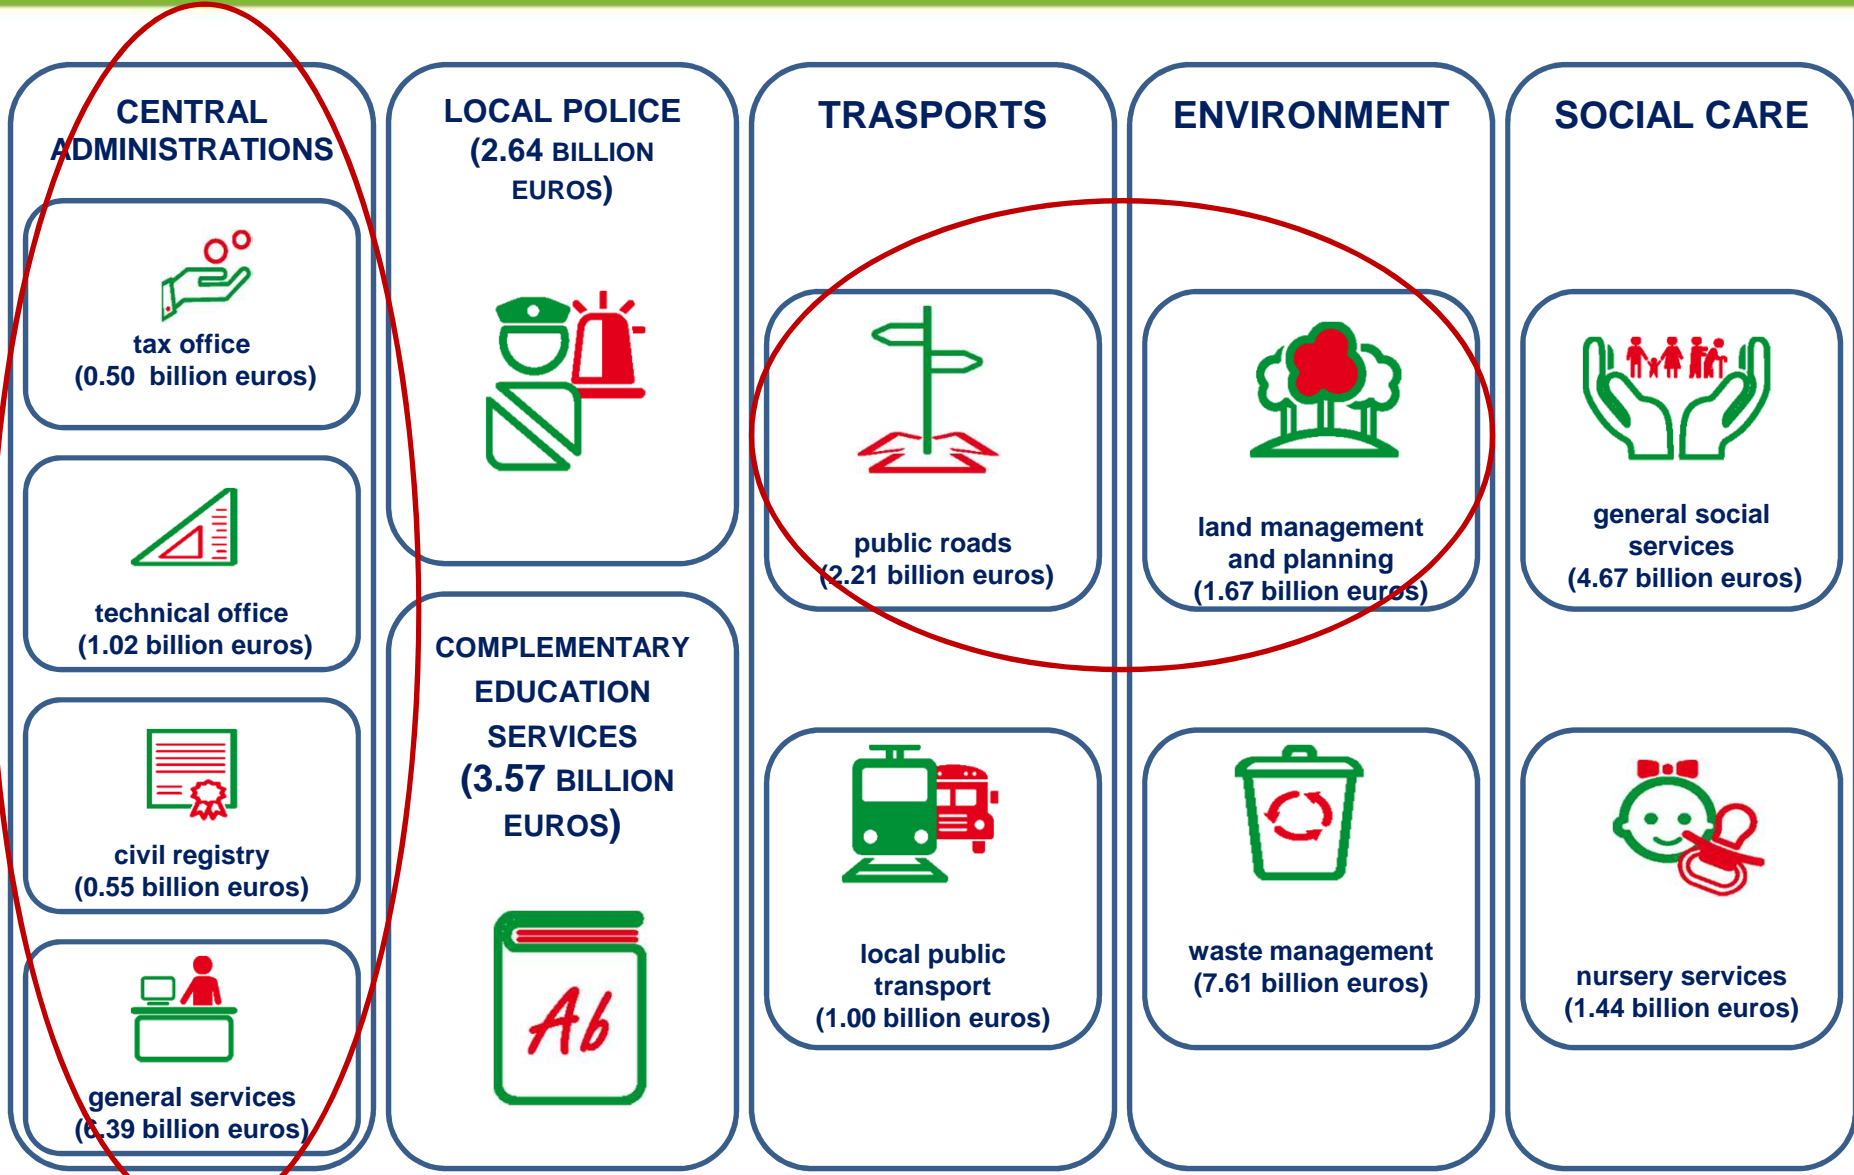 CENTRAL
ADMINISTRATIONS
tax office
(0.50 billion euros)
technical office
(1.02 billion euros)
civil registry
(0.55 billion euros)
general services
(6.39 billion euros)
LOCAL POLICE
(2.64 BILLION
EUROS)
COMPLEMENTARY
EDUCATION
SERVICES
(3.57 BILLION
EUROS)
Ab
TRASPORTS
public roads
(2.21 billion euros)
local public
transport
(1.00 billion euros)
ENVIRONMENT
land management
and planning
(1.67 billion euros)
waste management
(7.61 billion euros)
SOCIAL CARE
general social
services
(4.67 billion euros)
nursery services
(1.44 billion euros)